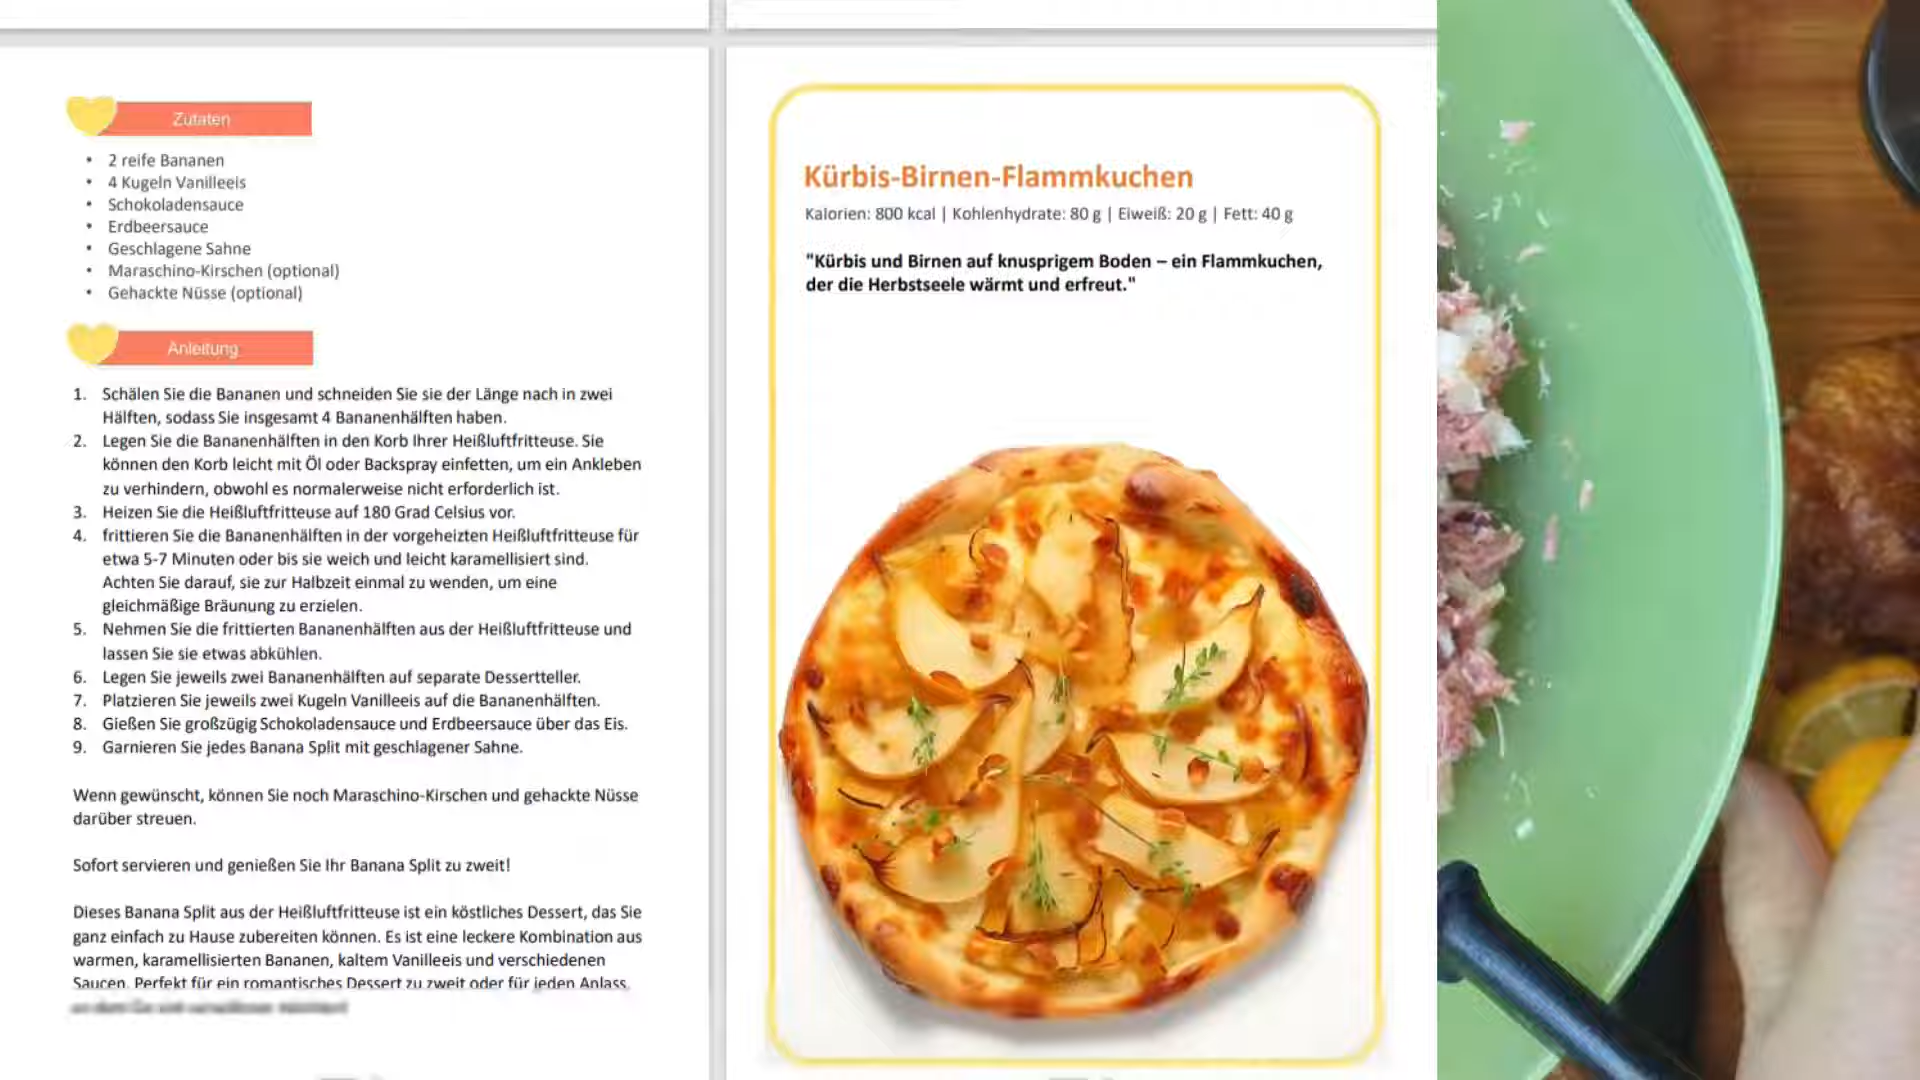 Zutaten
• 2 reife Bananen
• 4 Kugeln Vanilleeis
• Schokoladensauce
• Erdbeersauce
• Geschlagene Sahne
• Maraschino-Kirschen (optional)
• Gehackte Nüsse (optional)
Anleitung
1. Schälen Sie die Bananen und schneiden Sie sie der Länge nach in zwei
Hälften, sodass Sie insgesamt 4 Bananenhälften haben.
2. Legen Sie die Bananenhälften in den Korb Ihrer Heißluftfritteuse. Sie
können den Korb leicht mit Öl oder Backspray einfetten, um ein Ankleben
zu verhindern, obwohl es normalerweise nicht erforderlich ist.
3. Heizen Sie die Heißluftfritteuse auf 180 Grad Celsius vor.
4. frittieren Sie die Bananenhälften in der vorgeheizten Heißluftfritteuse für
etwa 5-7 Minuten oder bis sie weich und leicht karamellisiert sind.
Achten Sie darauf, sie zur Halbzeit einmal zu wenden, um eine
gleichmäßige Bräunung zu erzielen.
5. Nehmen Sie die frittierten Bananenhälften aus der Heißluftfritteuse und
lassen Sie sie etwas abkühlen.
6. Legen Sie jeweils zwei Bananenhälften auf separate Dessertteller.
7. Platzieren Sie jeweils zwei Kugeln Vanilleeis auf die Bananenhälften.
8. Gießen Sie großzügig Schokoladensauce und Erdbeersauce über das Eis.
9. Garnieren Sie jedes Banana Split mit geschlagener Sahne.
Wenn gewünscht, können Sie noch Maraschino-Kirschen und gehackte Nüsse
darüber streuen.
Sofort servieren und genießen Sie Ihr Banana Split zu zweit!
Dieses Banana Split aus der Heißluftfritteuse ist ein köstliches Dessert, das Sie
ganz einfach zu Hause zubereiten können. Es ist eine leckere Kombination aus
warmen, karamellisierten Bananen, kaltem Vanilleeis und verschiedenen
Saucen. Perfekt für ein romantisches Dessert zu zweit oder für jeden Anlass,
Kürbis-Birnen-Flammkuchen
Kalorien: 800 kcal | Kohlenhydrate: 80 g | Eiweiß: 20 g | Fett: 40 g
"Kürbis und Birnen auf knusprigem Boden – ein Flammkuchen,
der die Herbstseele wärmt und erfreut."